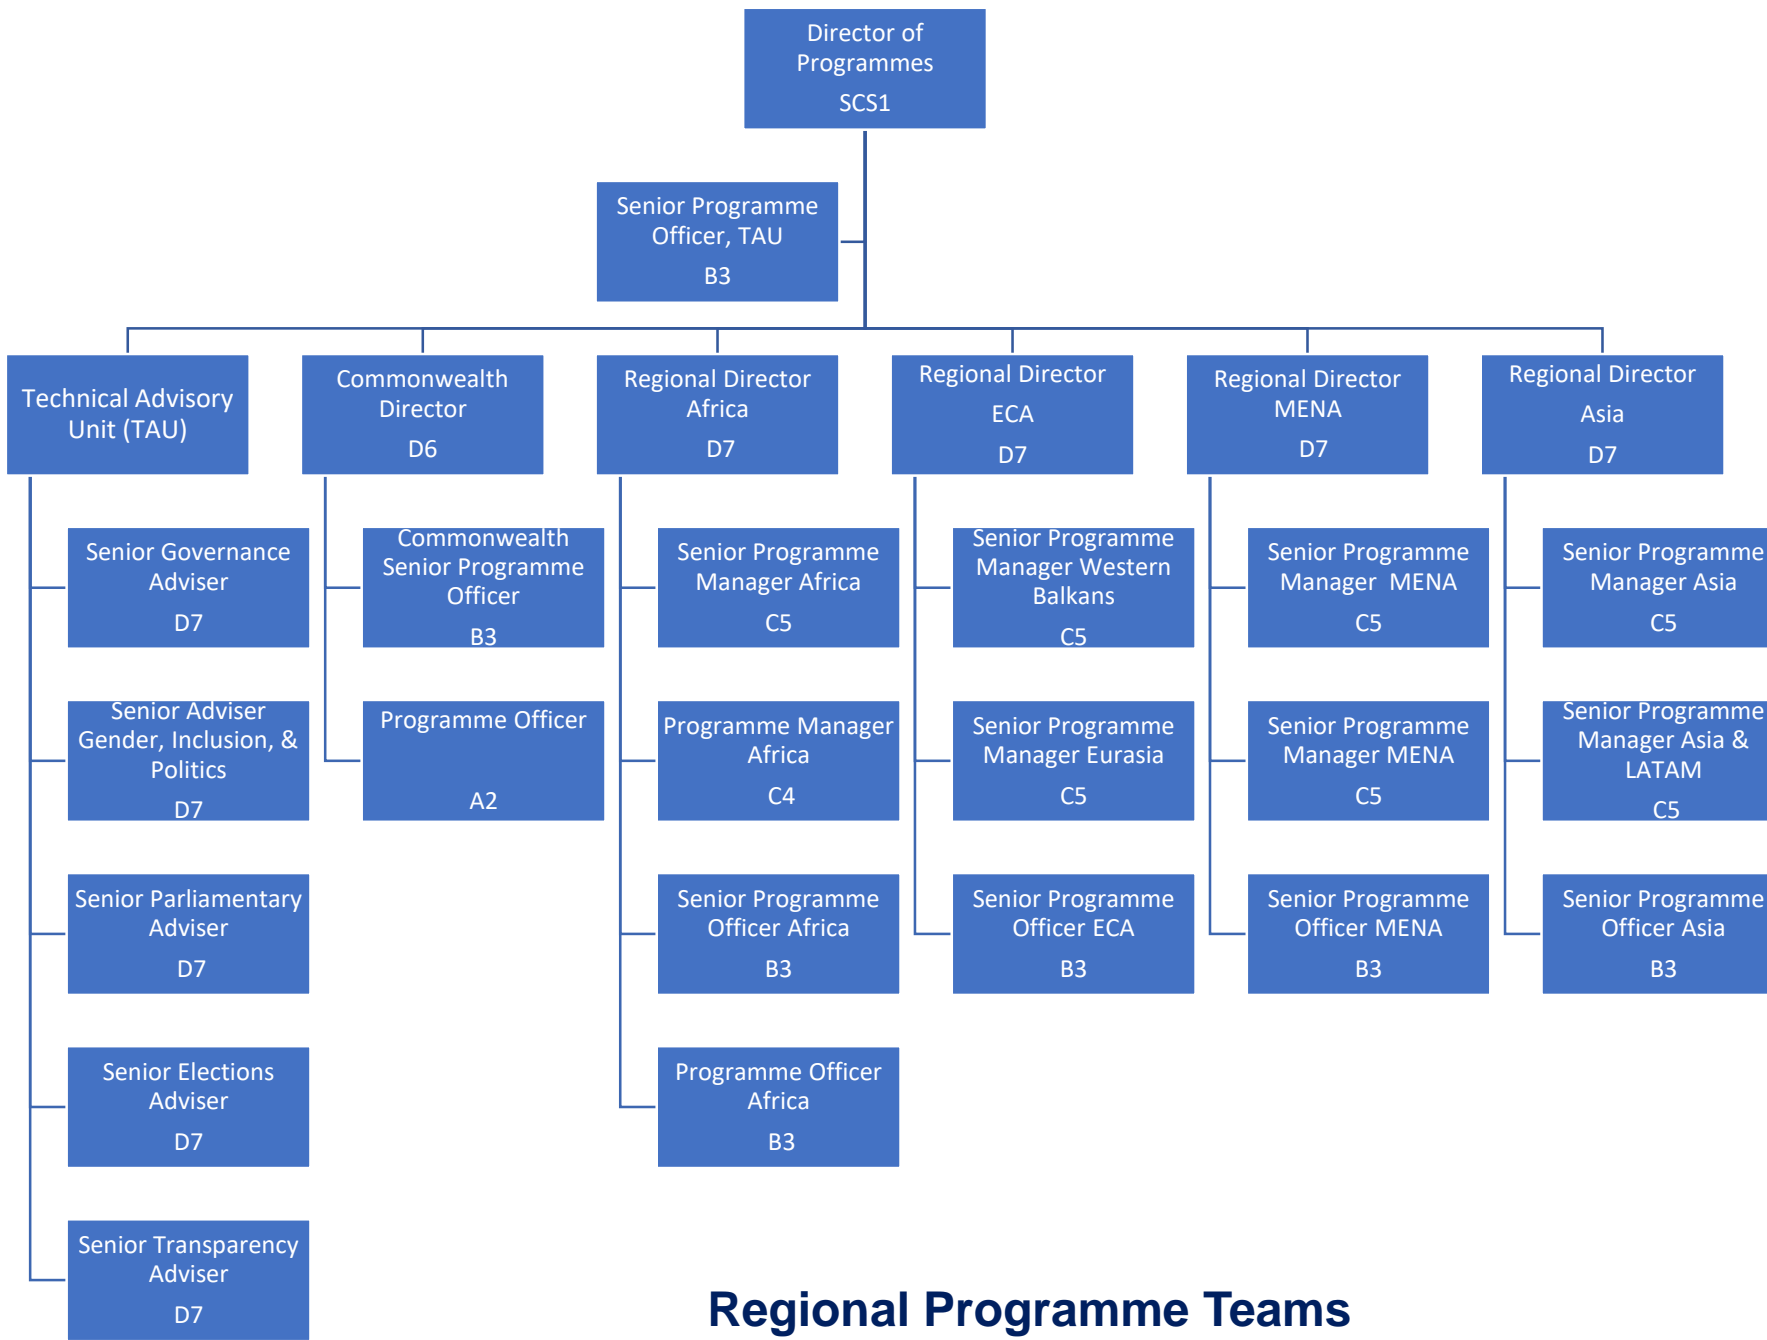 Director of
Programmes
SCS1
Senior Programme
Officer, TAU
B3
Technical Advisory
Unit (TAU)
Commonwealth
Director
D6
Regional Director
Africa
D7
Regional Director
ECA
D7
Regional Director
MENA
D7
Regional Director
Asia
D7
Senior Governance
Adviser
D7
Commonwealth
Senior Programme
Officer
B3
Senior Programme
Manager Africa
C5
Senior Programme
Manager Western
Balkans
C5
Senior Programme
Manager  MENA
C5
Senior Programme
Manager Asia
C5
Senior Adviser
Gender, Inclusion, &
Politics
D7
Programme Officer
A2
Programme Manager
Africa
C4
Senior Programme
Manager Eurasia
C5
Senior Programme
Manager MENA
C5
Senior Programme
Manager Asia &
LATAM
C5
Senior Parliamentary
Adviser
D7
Senior Programme
Officer Africa
B3
Senior Programme
Officer ECA
B3
Senior Programme
Officer MENA
B3
Senior Programme
Officer Asia
B3
Senior Elections
Adviser
D7
Programme Officer
Africa
B3
Senior Transparency
Adviser
D7
Regional Programme Teams